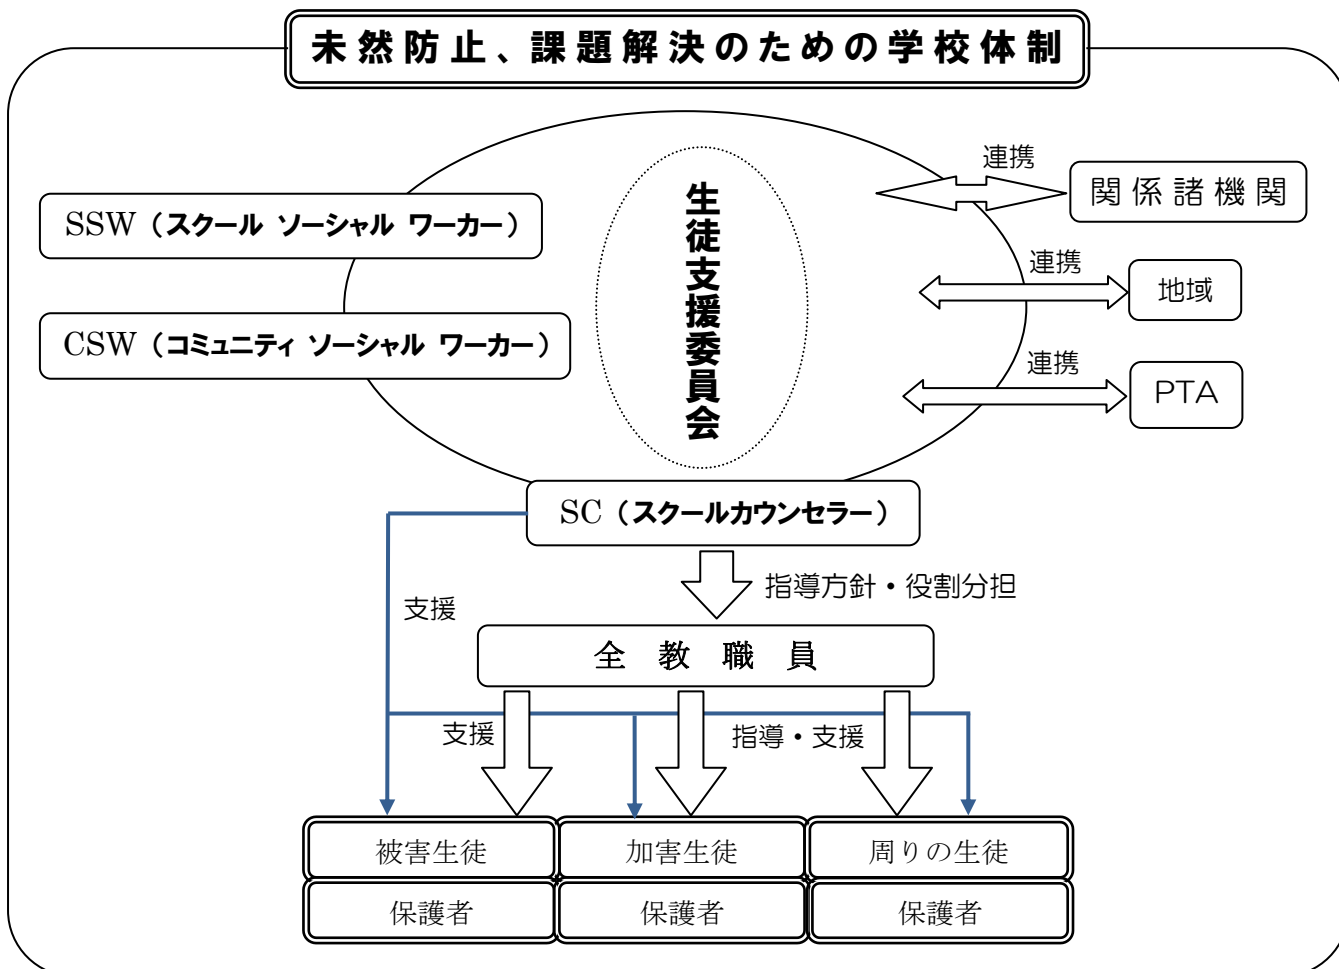 未然防止、課題解決のための学校体制
連携
関係諸機関
SSW（スクール ソーシャル ワーカー）
生徒支援委員会
連携
地域
CSW（コミュニティ ソーシャル ワーカー）
連携
PTA
SC（スクールカウンセラー）
指導方針・役割分担
支援
全教職員
支援
指導・支援
被害生徒
加害生徒
周りの生徒
保護者
保護者
保護者